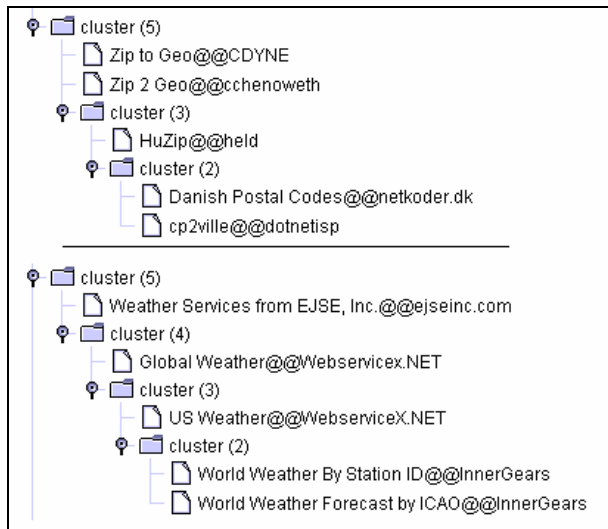 cluster (5)
Zip to Geo@@CDYNE
Zip 2 Geo@@cchenoweth
cluster (3)
HuZip@@held
cluster (2)
Danish Postal Codes@@netkoder.dk
cp2ville@@dotnetisp
cluster (5)
Weather Services from EJSE, Inc.@@ejseinc.com
cluster (4)
Global Weather@@Webservicex.NET
cluster (3)
US Weather@@WebserviceX.NET
cluster (2)
World Weather By Station ID@@InnerGears
World Weather Forecast by ICAO@@InnerGears